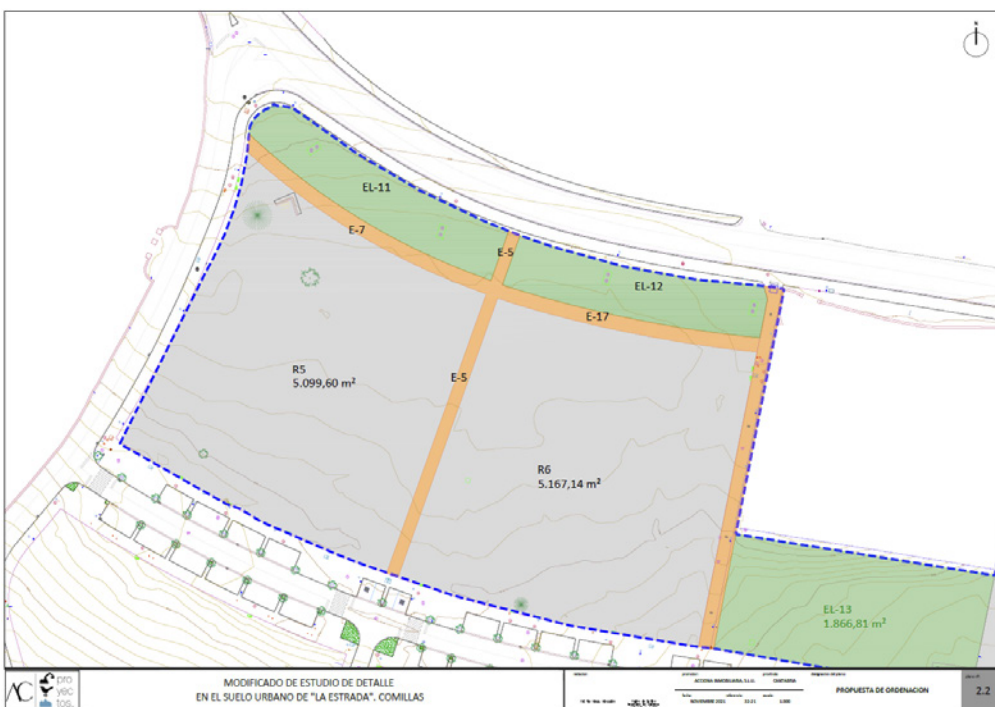 N
EL-11
E-7
E-5
EL-12
E-17
R5
5.099,60 m²
E-5
R6
5.167,14 m²
EL-13
1.866,81 m²
AC
pro
yec
tos.
MODIFICADO DE ESTUDIO DE DETALLE
EN EL SUELO URBANO DE "LA ESTRADA". COMILLAS
ACCIONA INMOBILIARIA S.L.U.
CANTABRIA
NOVIEMBRE 2021
PROPUESTA DE ORDENACION
2.2